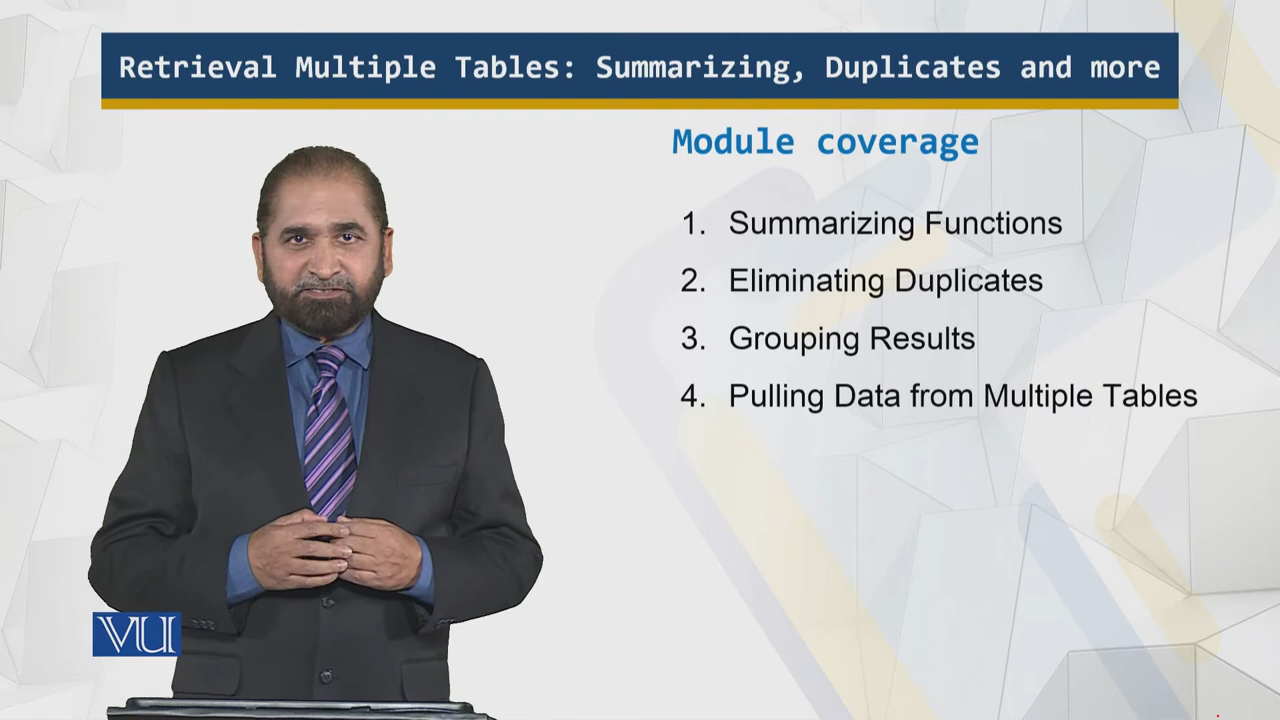 Retrieval Multiple Tables: Summarizing, Duplicates and more
Module coverage
1. Summarizing Functions
2. Eliminating Duplicates
3. Grouping Results
4. Pulling Data from Multiple Tables
VU